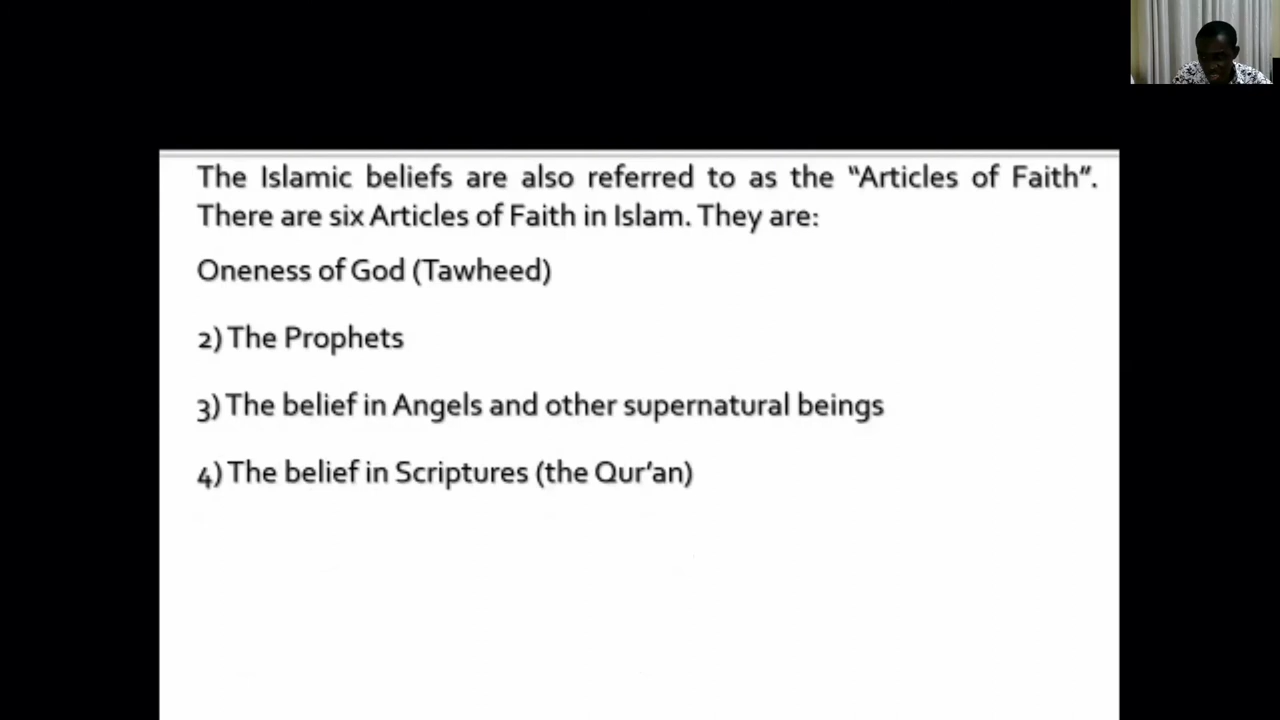 The Islamic beliefs are also referred to as the “Articles of Faith”.
There are six Articles of Faith in Islam. They are:
Oneness of God (Tawheed)
2) The Prophets
3) The belief in Angels and other supernatural beings
4) The belief in Scriptures (the Qur’an)